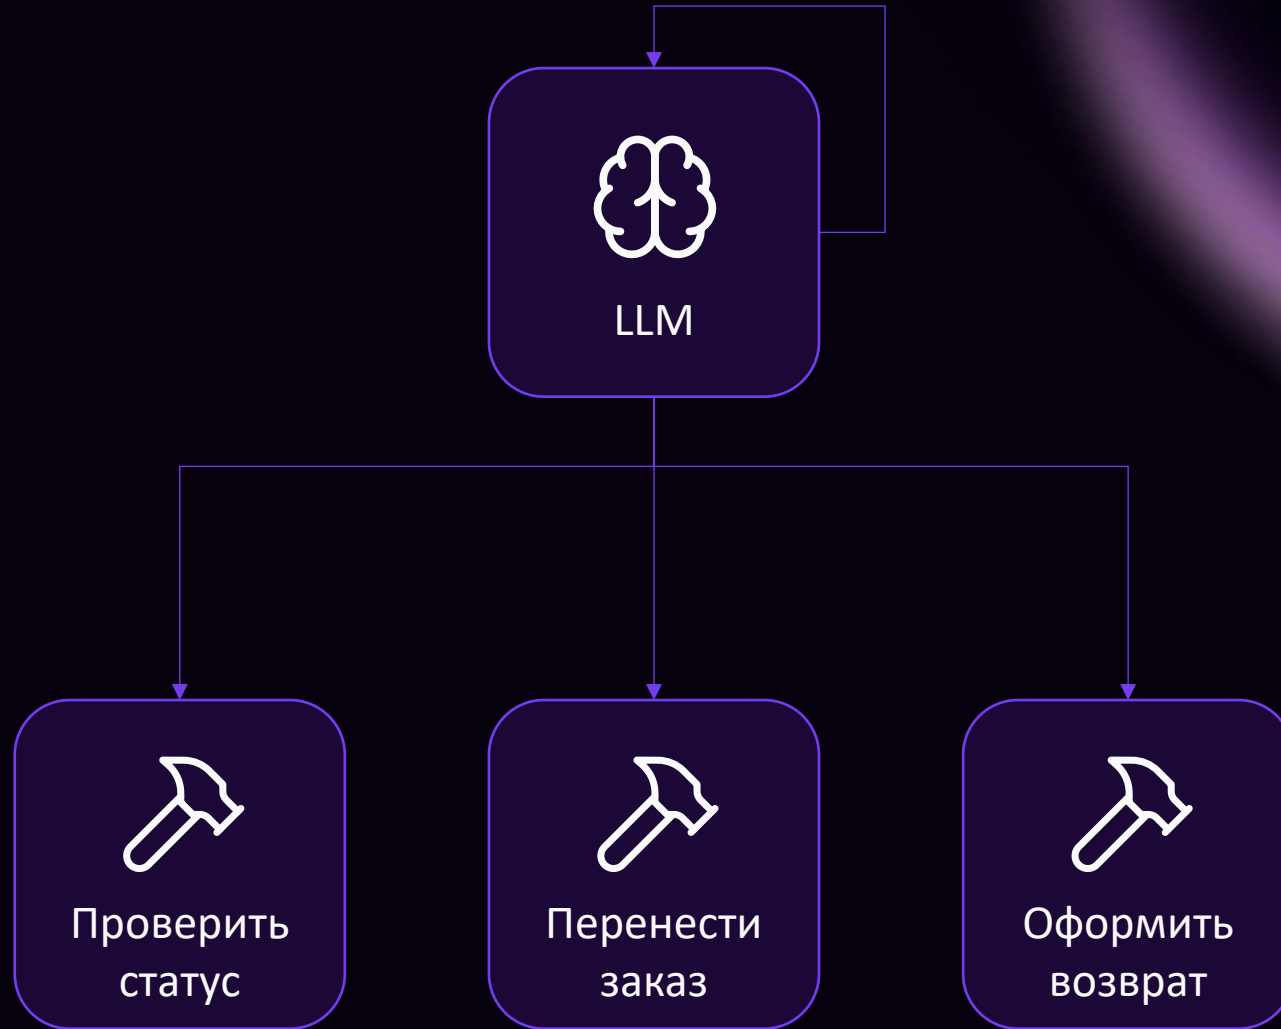 LLM
Проверить
статус
Перенести
заказ
Оформить
возврат